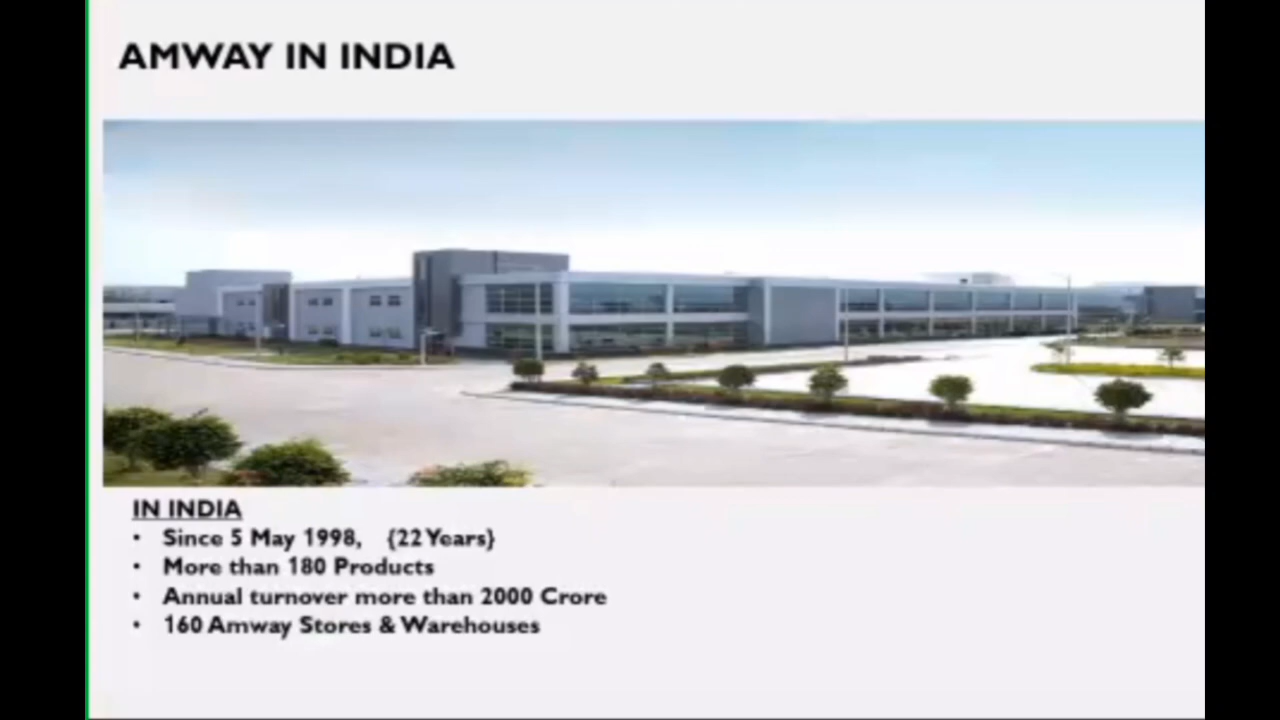 AMWAY IN INDIA
IN INDIA
• Since 5 May 1998, {22 Years}
• More than 180 Products
• Annual turnover more than 2000 Crore
• 160 Amway Stores & Warehouses